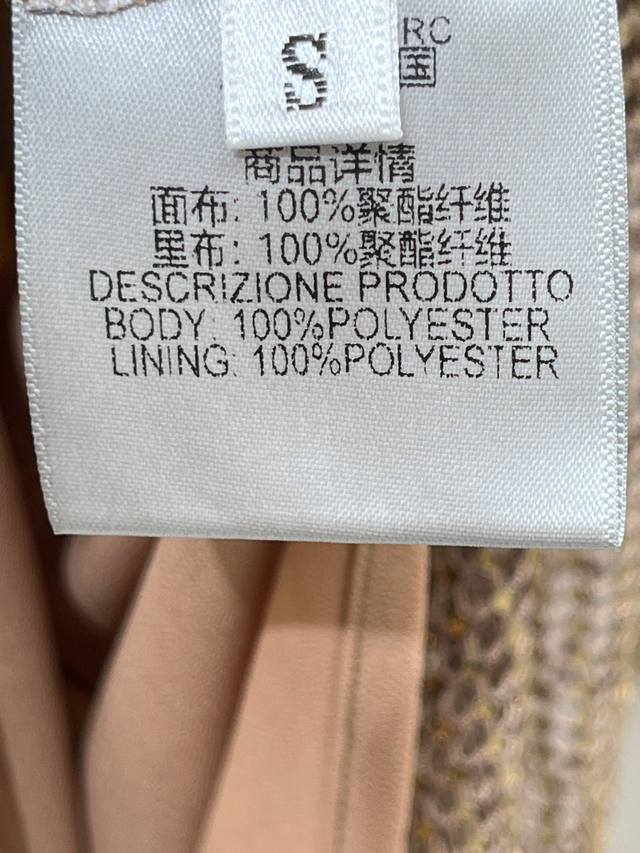 S
RC
国
商品详情
面布: 100%聚酯纤维
里布: 100%聚酯纤维
DESCRIZIONE PRODOTTO
BODY: 100%POLYESTER
LINING: 100%POLYESTER